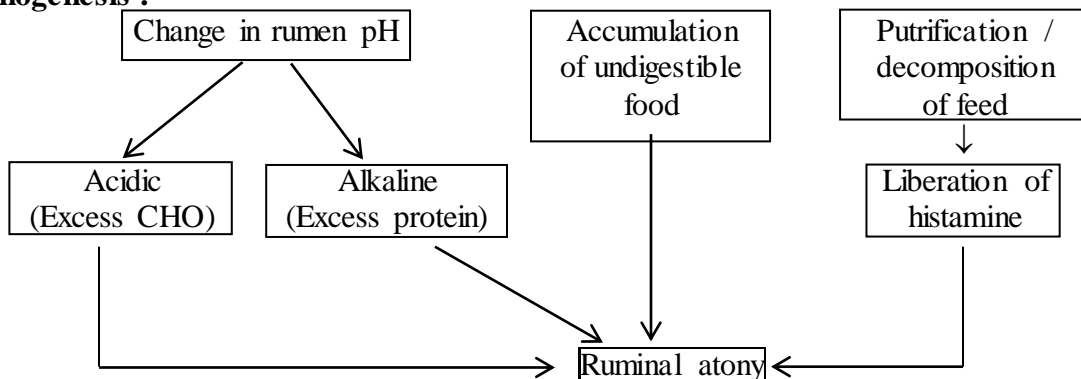 hogenesis :
Change in rumen pH
Accumulation
of undigestible
food
Putrification /
decomposition
of feed
Acidic
(Excess CHO)
Alkaline
(Excess protein)
Liberation of
histamine
Ruminal atony